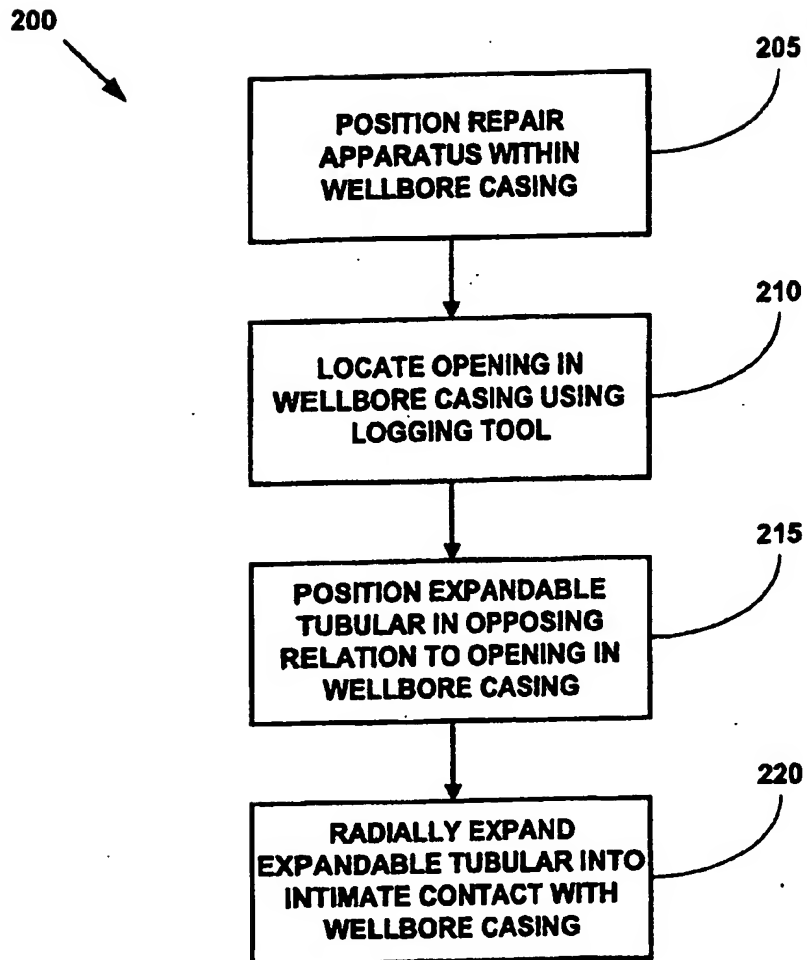 200
205
POSITION REPAIR
APPARATUS WITHIN
WELLBORE CASING
210
LOCATE OPENING IN
WELLBORE CASING USING
LOGGING TOOL
215
POSITION EXPANDABLE
TUBULAR IN OPPOSING
RELATION TO OPENING IN
WELLBORE CASING
220
RADIALLY EXPAND
EXPANDABLE TUBULAR INTO
INTIMATE CONTACT WITH
WELLBORE CASING